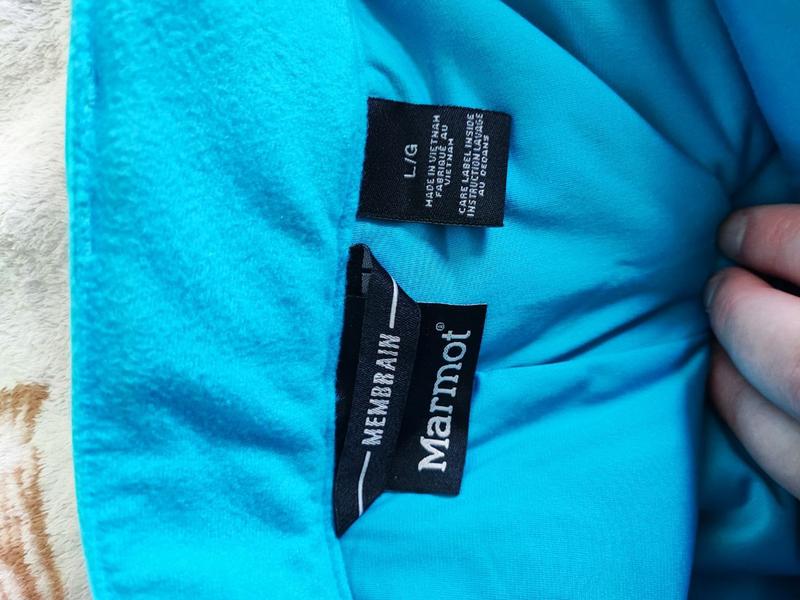 L/G
MADE IN VIETNAM
FABRIQUÉ AU
VIETNAM
CARE LABEL INSIDE
INSTRUCTION LAVAGE
AU DEDANS
MEMBRAIN
Marmot®